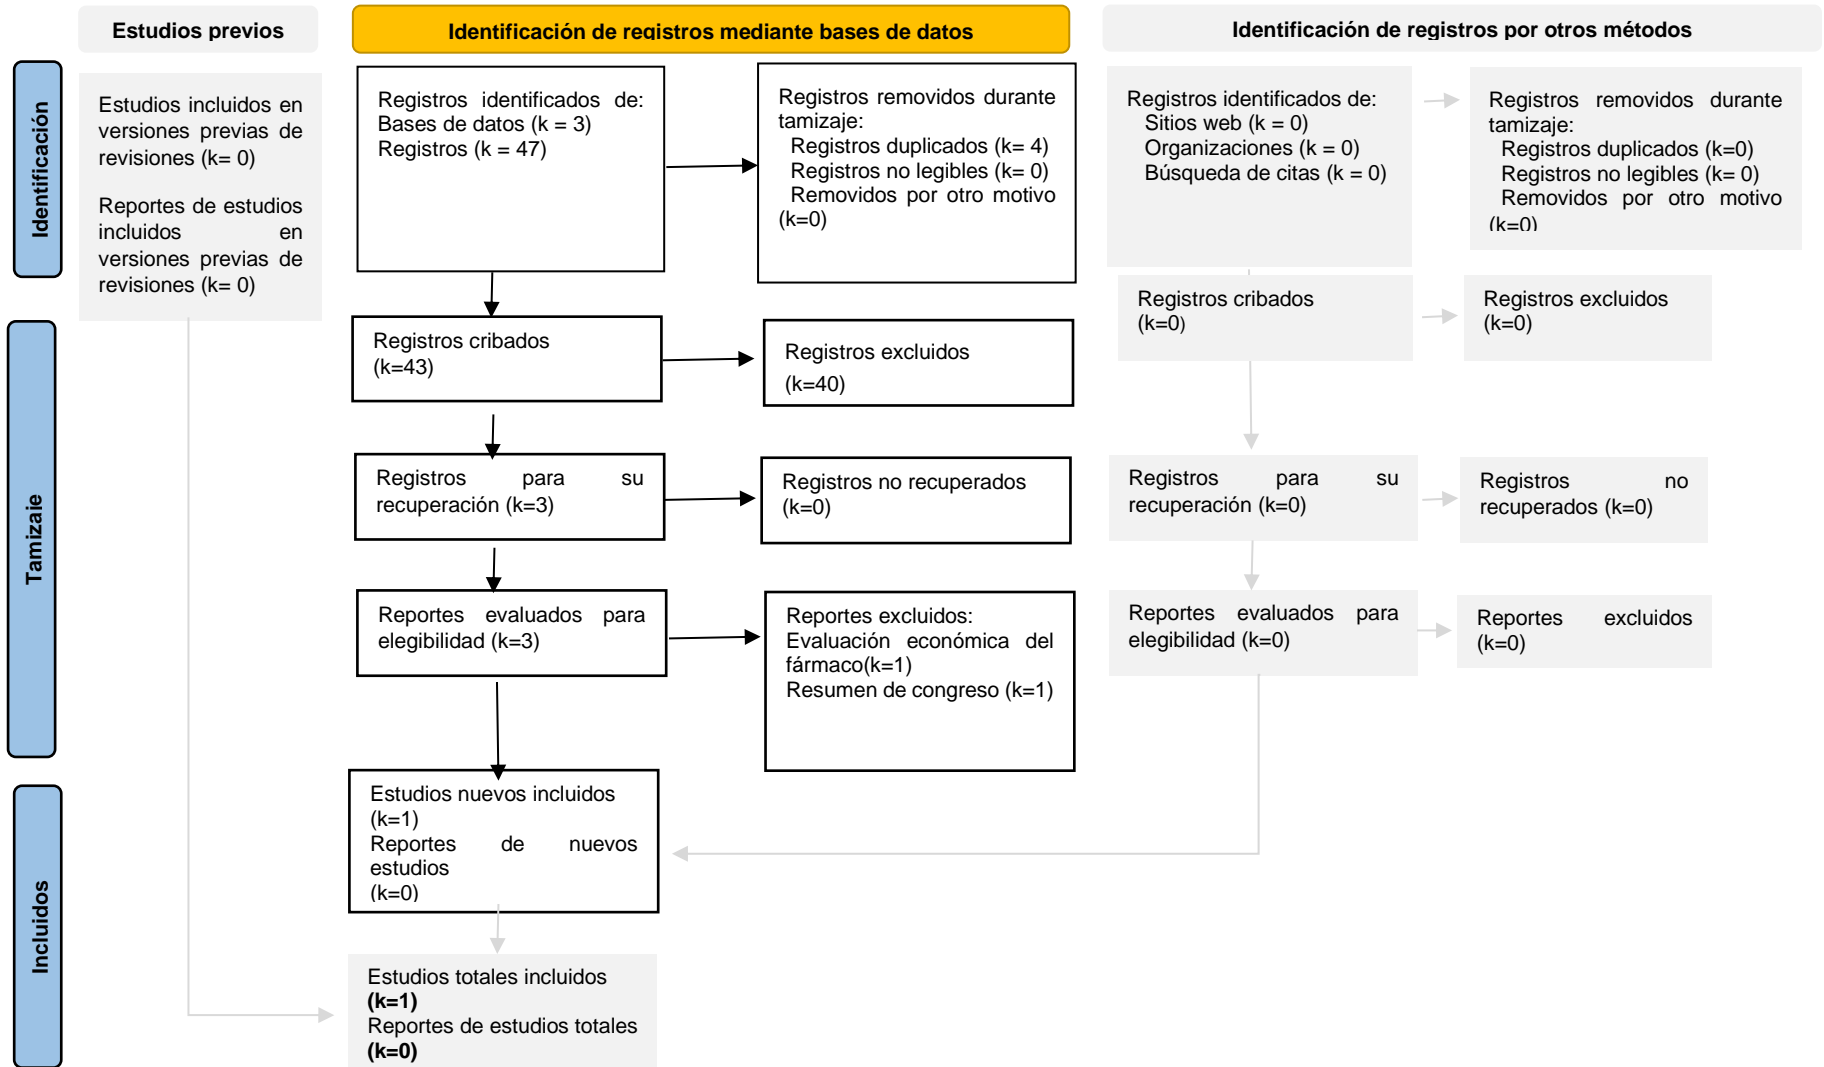 Estudios previos
Identificación de registros mediante bases de datos
Identificación de registros por otros métodos
Identificación
Estudios incluidos en
versiones previas de
revisiones (k= 0)
Reportes de estudios
incluidos en
versiones previas de
revisiones (k= 0)
Registros identificados de:
Bases de datos (k = 3)
Registros (k = 47)
Registros removidos durante
tamizaje:
Registros duplicados (k= 4)
Registros no legibles (k= 0)
Removidos por otro motivo
(k=0)
Registros identificados de:
Sitios web (k = 0)
Organizaciones (k = 0)
Búsqueda de citas (k = 0)
Registros removidos durante
tamizaje:
Registros duplicados (k=0)
Registros no legibles (k= 0)
Removidos por otro motivo
(k=0)
Tamizaje
Registros cribados
(k=43)
Registros excluidos
(k=40)
Registros cribados
(k=0)
Registros excluidos
(k=0)
Registros para su
recuperación (k=3)
Registros no recuperados
(k=0)
Registros para su
recuperación (k=0)
Registros no
recuperados (k=0)
Reportes evaluados para
elegibilidad (k=3)
Reportes excluidos:
Evaluación económica del
fármaco(k=1)
Resumen de congreso (k=1)
Reportes evaluados para
elegibilidad (k=0)
Reportes excluidos
(k=0)
Incluidos
Estudios nuevos incluidos
(k=1)
Reportes de nuevos
estudios
(k=0)
Estudios totales incluidos
(k=1)
Reportes de estudios totales
(k=0)